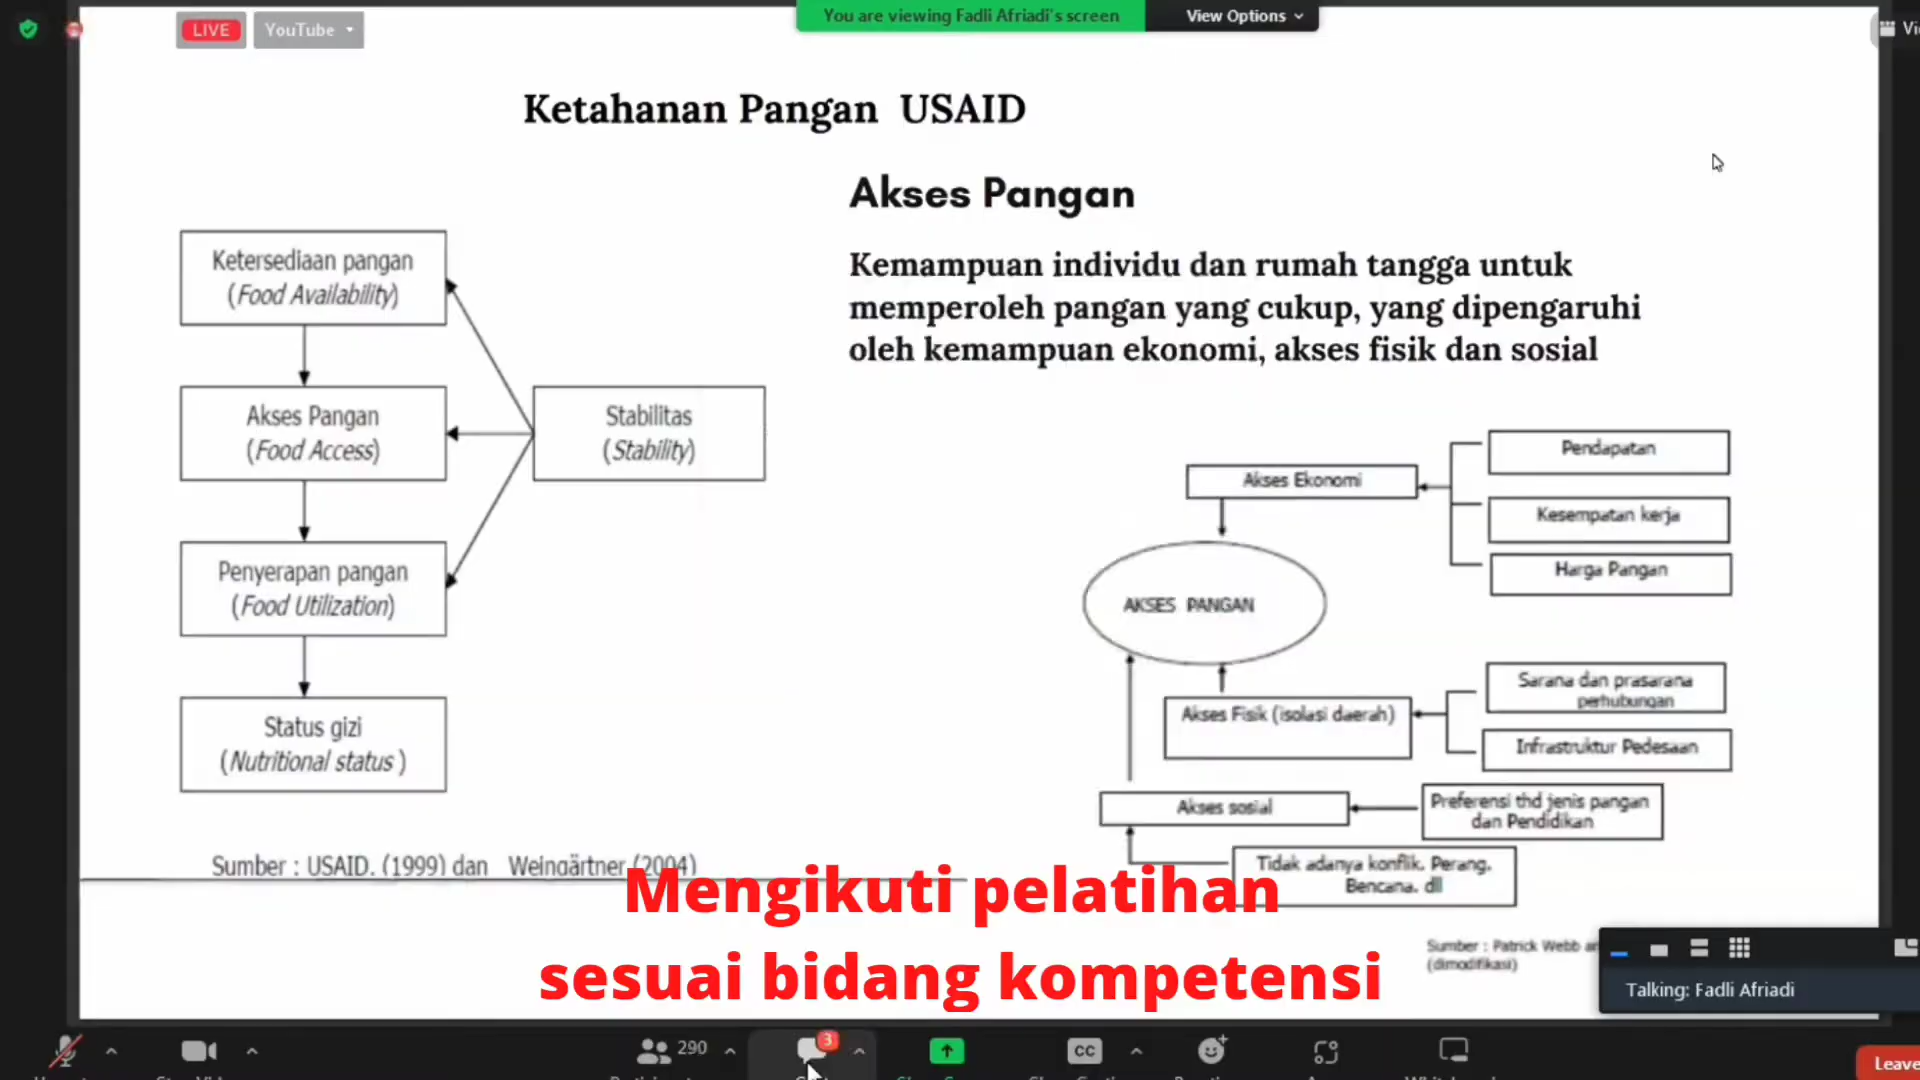 You are viewing Fadli Afriadi's screen
View Options
LIVE
YouTube
Ketahanan Pangan USAID
Akses Pangan
Kemampuan individu dan rumah tangga untuk
memperoleh pangan yang cukup, yang dipengaruhi
oleh kemampuan ekonomi, akses fisik dan sosial
Ketersediaan pangan
(Food Availability)
Akses Pangan
(Food Access)
Penyerapan pangan
(Food Utilization)
Status gizi
(Nutritional status )
Stabilitas
(Stability)
Sumber : USAID. (1999) dan Weingärtner (2004)
Akses Ekonomi
Pendapatan
Kesempatan kerja
Harga Pangan
AKSES PANGAN
Akses Fisik (isolasi daerah)
Sarana dan prasarana
perhubungan
Infrastruktur Pedesaan
Akses sosial
Preferensi thd jenis pangan
dan Pendidikan
Tidak adanya konflik. Perang.
Bencana. dll
Sumber : Patrick Webb
(dimodifikasi)
Mengikuti pelatihan
sesuai bidang kompetensi
Talking: Fadli Afriadi
290
3
CC
Leave